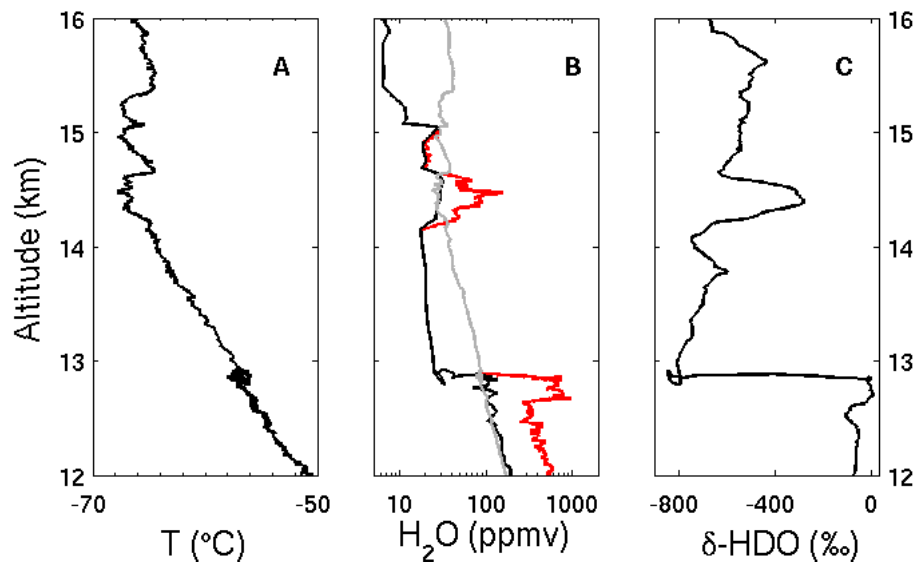 16
15
14
13
12
Altitude (km)
A
-70
-50
T (°C)
B
10
100
1000
H₂O (ppmv)
C
-800
-400
0
δ-HDO (‰)
16
15
14
13
12